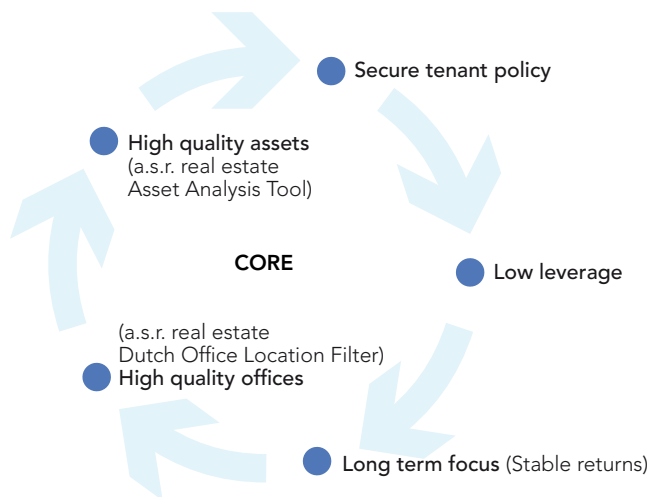 Secure tenant policy
High quality assets
(a.s.r. real estate
Asset Analysis Tool)
CORE
Low leverage
(a.s.r. real estate
Dutch Office Location Filter)
High quality offices
Long term focus (Stable returns)